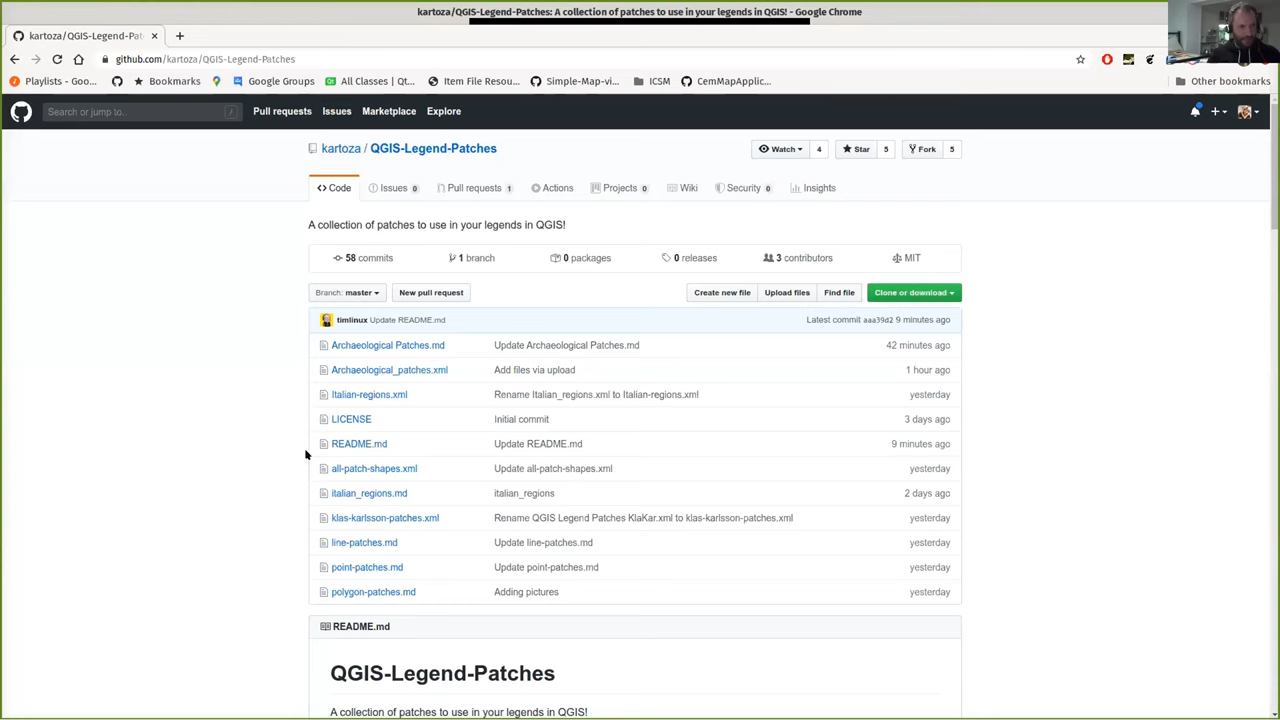 kartoza/QGIS-Legend-Patches: A collection of patches to use in your legends in QGIS! - Google Chrome
kartoza/QGIS-Legend-Pat
github.com/kartoza/QGIS-Legend-Patches
Playlists - Goo...
Bookmarks
Google Groups
All Classes | Qt...
Item File Resou...
Simple-Map-vi...
ICSM
CemMapApplic...
Other bookmarks
Search or jump to...
/
Pull requests
Issues
Marketplace
Explore
kartoza / QGIS-Legend-Patches
Watch 4
Star 5
Fork 5
Code
Issues 0
Pull requests 1
Actions
Projects 0
Wiki
Security 0
Insights
A collection of patches to use in your legends in QGIS!
58 commits
1 branch
0 packages
0 releases
3 contributors
MIT
Branch: master
New pull request
Create new file
Upload files
Find file
Clone or download
timlinux Update README.md
Latest commit aaa39d2 9 minutes ago
Archaeological Patches.md
Update Archaeological Patches.md
42 minutes ago
Archaeological_patches.xml
Add files via upload
1 hour ago
Italian-regions.xml
Rename Italian_regions.xml to Italian-regions.xml
yesterday
LICENSE
Initial commit
3 days ago
README.md
Update README.md
9 minutes ago
all-patch-shapes.xml
Update all-patch-shapes.xml
yesterday
italian_regions.md
italian_regions
2 days ago
klas-karlsson-patches.xml
Rename QGIS Legend Patches KlaKar.xml to klas-karlsson-patches.xml
yesterday
line-patches.md
Update line-patches.md
yesterday
point-patches.md
Update point-patches.md
yesterday
polygon-patches.md
Adding pictures
yesterday
README.md
QGIS-Legend-Patches
A collection of patches to use in your legends in QGIS!